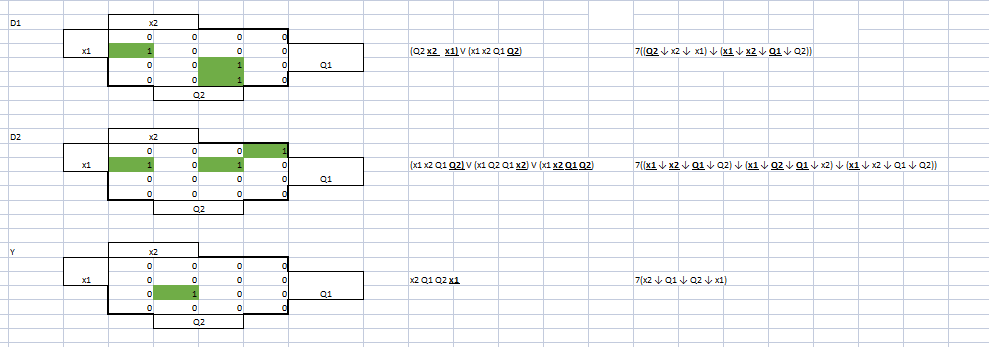 D1
x2
0 0 0 0
x1 1 0 0 0 (Q2 x2 x1) V (x1 x2 Q1 Q2) 7((Q2 ↓ x2 ↓ x1) ↓ (x1 ↓ x2 ↓ Q1 ↓ Q2))
0 0 1 0 Q1
0 0 1 0
Q2
D2 x2
0 0 0 1
x1 1 0 1 0 (x1 x2 Q1 Q2) V (x1 Q2 Q1 x2) V (x1 x2 Q1 Q2) 7((x1 ↓ x2 ↓ Q1 ↓ Q2) ↓ (x1 ↓ Q2 ↓ Q1 ↓ x2) ↓ (x1 ↓ x2 ↓ Q1 ↓ Q2))
0 0 0 0 Q1
0 0 0 0
Q2
Y x2
0 0 0 0
x1 0 0 0 0 x2 Q1 Q2 x1 7(x2 ↓ Q1 ↓ Q2 ↓ x1)
0 1 0 0 Q1
0 0 0 0
Q2